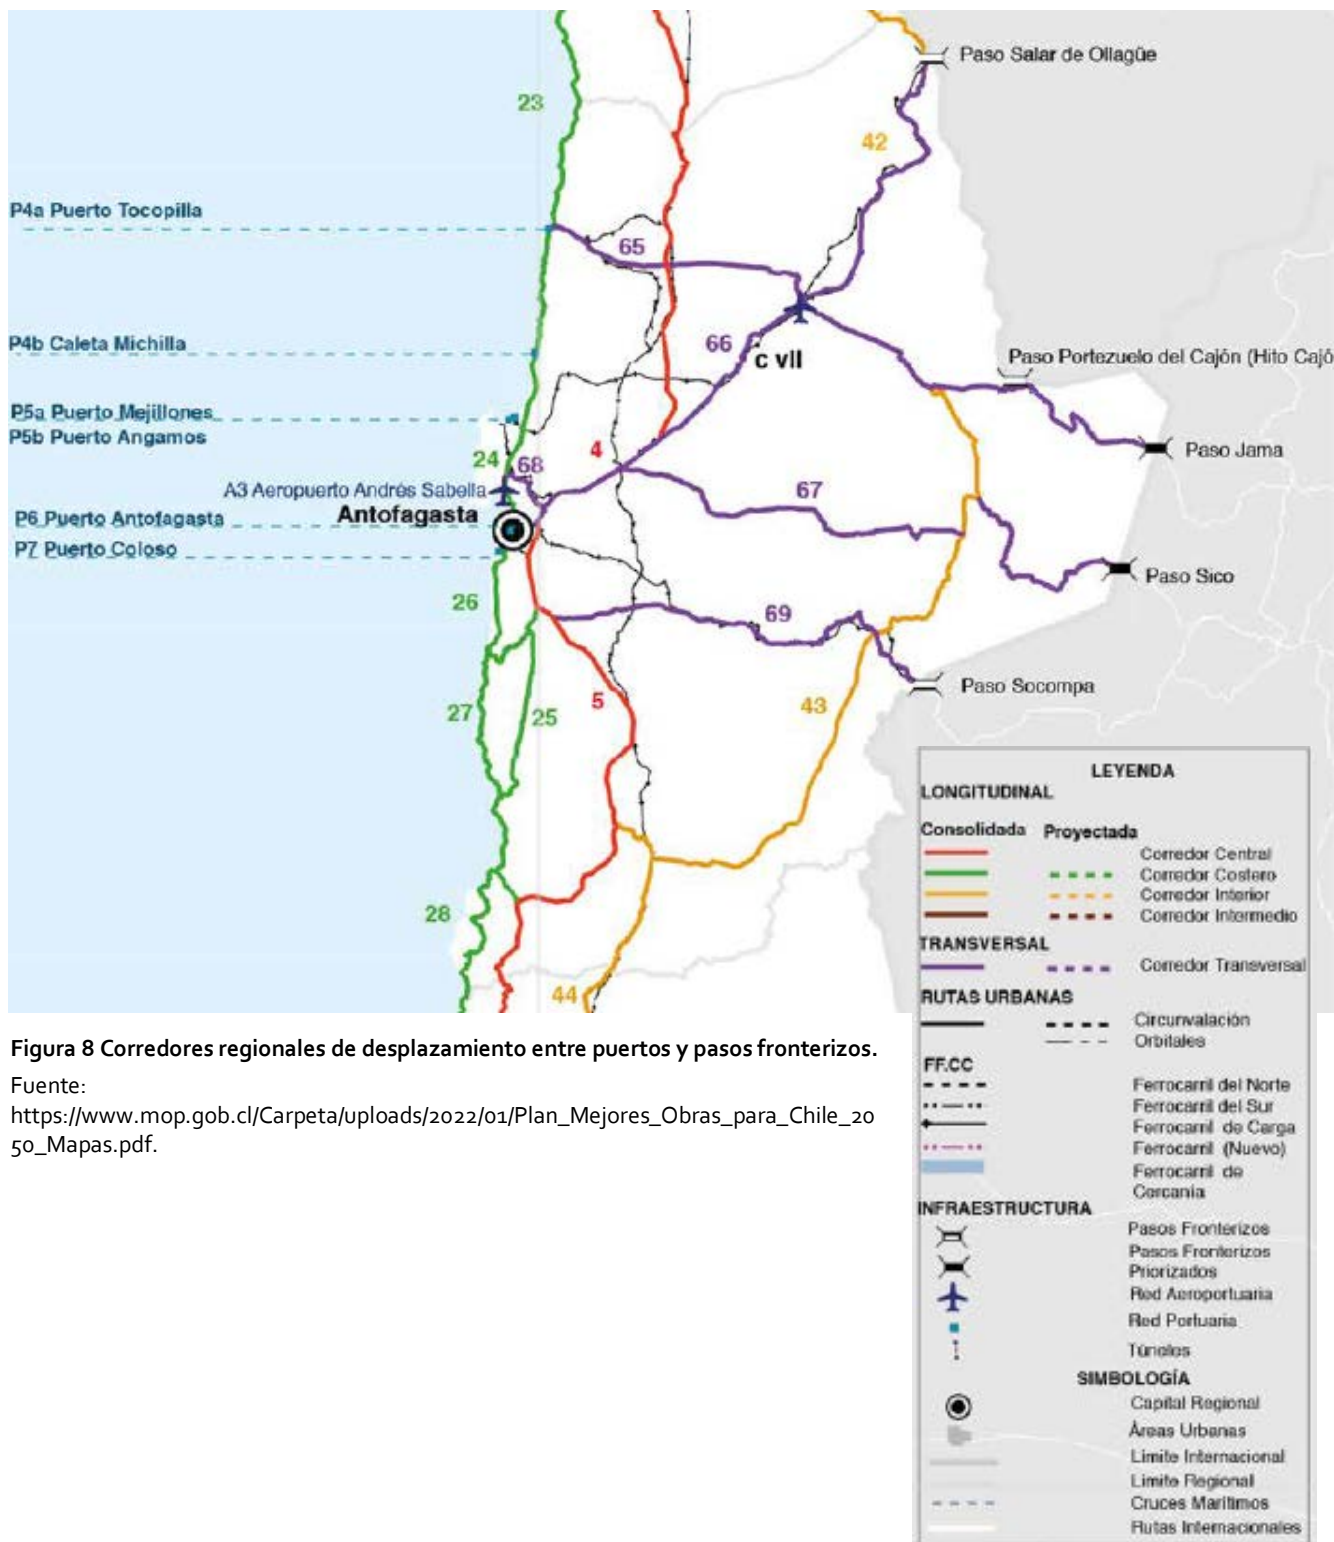 Paso Salar de Ollagüe
23
42
P4a Puerto Tocopilla
65
P4b Caleta Michilla
66
c vII
Paso Portezuelo del Cajón (Hito Cajó
P5a Puerto Mejillones
P5b Puerto Angamos
4
Paso Jama
24
68
A3 Aeropuerto Andrés Sabella
67
P6 Puerto Antofagasta
Antofagasta
P7 Puerto Coloso
Paso Sico
26
69
Paso Socompa
27
25
5
43
28
44
LEYENDA
LONGITUDINAL
Consolidada Proyectada
Corredor Central
Corredor Costero
Corredor Interior
Corredor Intermedio
TRANSVERSAL
Corredor Transversal
RUTAS URBANAS
Circunvalación
Orbitales
FF.CC
Ferrocarril del Norte
Ferrocarril del Sur
Ferrocarril de Carga
Ferrocarril (Nuevo)
Ferrocarril de
Cercanía
INFRAESTRUCTURA
Pasos Fronterizos
Pasos Fronterizos
Priorizados
Red Aeroportuaria
Red Portuaria
Túneles
SIMBOLOGÍA
Capital Regional
Áreas Urbanas
Limite Internacional
Limite Regional
Cruces Marítimos
Rutas Internacionales
Figura 8 Corredores regionales de desplazamiento entre puertos y pasos fronterizos.
Fuente:
https://www.mop.gob.cl/Carpeta/uploads/2022/01/Plan_Mejores_Obras_para_Chile_20
50_Mapas.pdf.